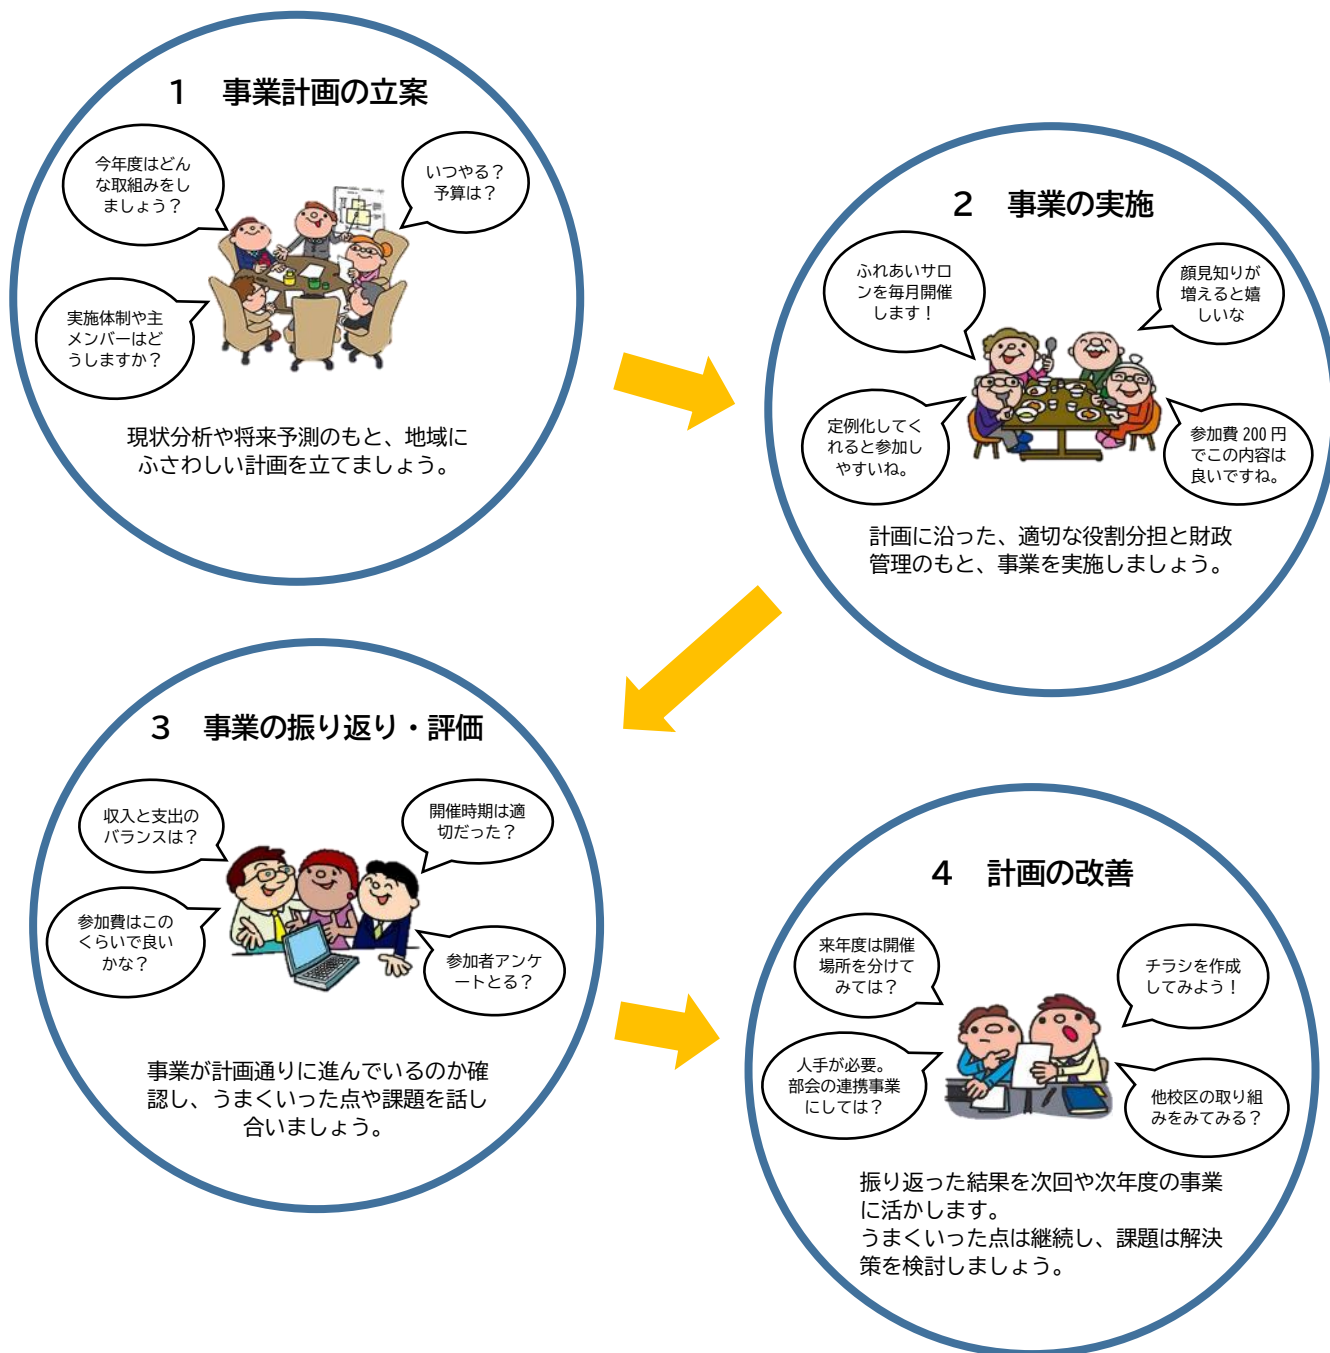 1　事業計画の立案
今年度はどん
な取組みをし
ましょう？
いつやる？
予算は？
実施体制や主
メンバーはど
うしますか？
現状分析や将来予測のもと、地域に
ふさわしい計画を立てましょう。
2　事業の実施
ふれあいサロ
ンを毎月開催
します！
顔見知りが
増えると嬉
しいな
定例化してく
れると参加し
やすいね。
参加費 200 円
でこの内容は
良いですね。
計画に沿った、適切な役割分担と財政
管理のもと、事業を実施しましょう。
3　事業の振り返り・評価
収入と支出の
バランスは？
開催時期は適
切だった？
参加費はこの
くらいで良い
かな？
参加者アンケ
ートとる？
事業が計画通りに進んでいるのか確
認し、うまくいった点や課題を話し
合いましょう。
4　計画の改善
来年度は開催
場所を分けて
みては？
チラシを作成
してみよう！
人手が必要。
部会の連携事業
にしては？
他校区の取り組
みをみてみる？
振り返った結果を次回や次年度の事業
に活かします。
うまくいった点は継続し、課題は解決
策を検討しましょう。